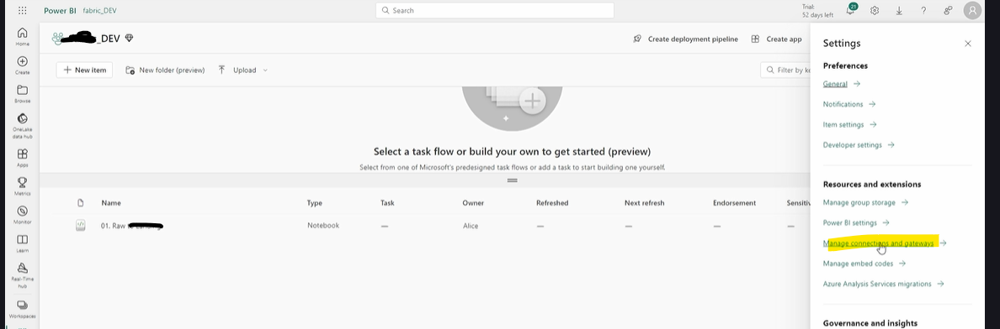 Power BI fabric_DEV
Search
Trial:
52 days left
21
Home
Create
Browse
OneLake
data hub
Apps
Metrics
Monitor
Learn
Real-Time
hub
Workspaces
_DEV
Create deployment pipeline
Create app
New item
New folder (preview)
Upload
Filter by ke
Select a task flow or build your own to get started (preview)
Select from one of Microsoft's predesigned task flows or add a task to start building one yourself.
Name Type Task Owner Refreshed Next refresh Endorsement Sensitiv
01. Raw Notebook — Alice — — — —
Settings
Preferences
General
Notifications
Item settings
Developer settings
Resources and extensions
Manage group storage
Power BI settings
Manage connections and gateways
Manage embed codes
Azure Analysis Services migrations
Governance and insights